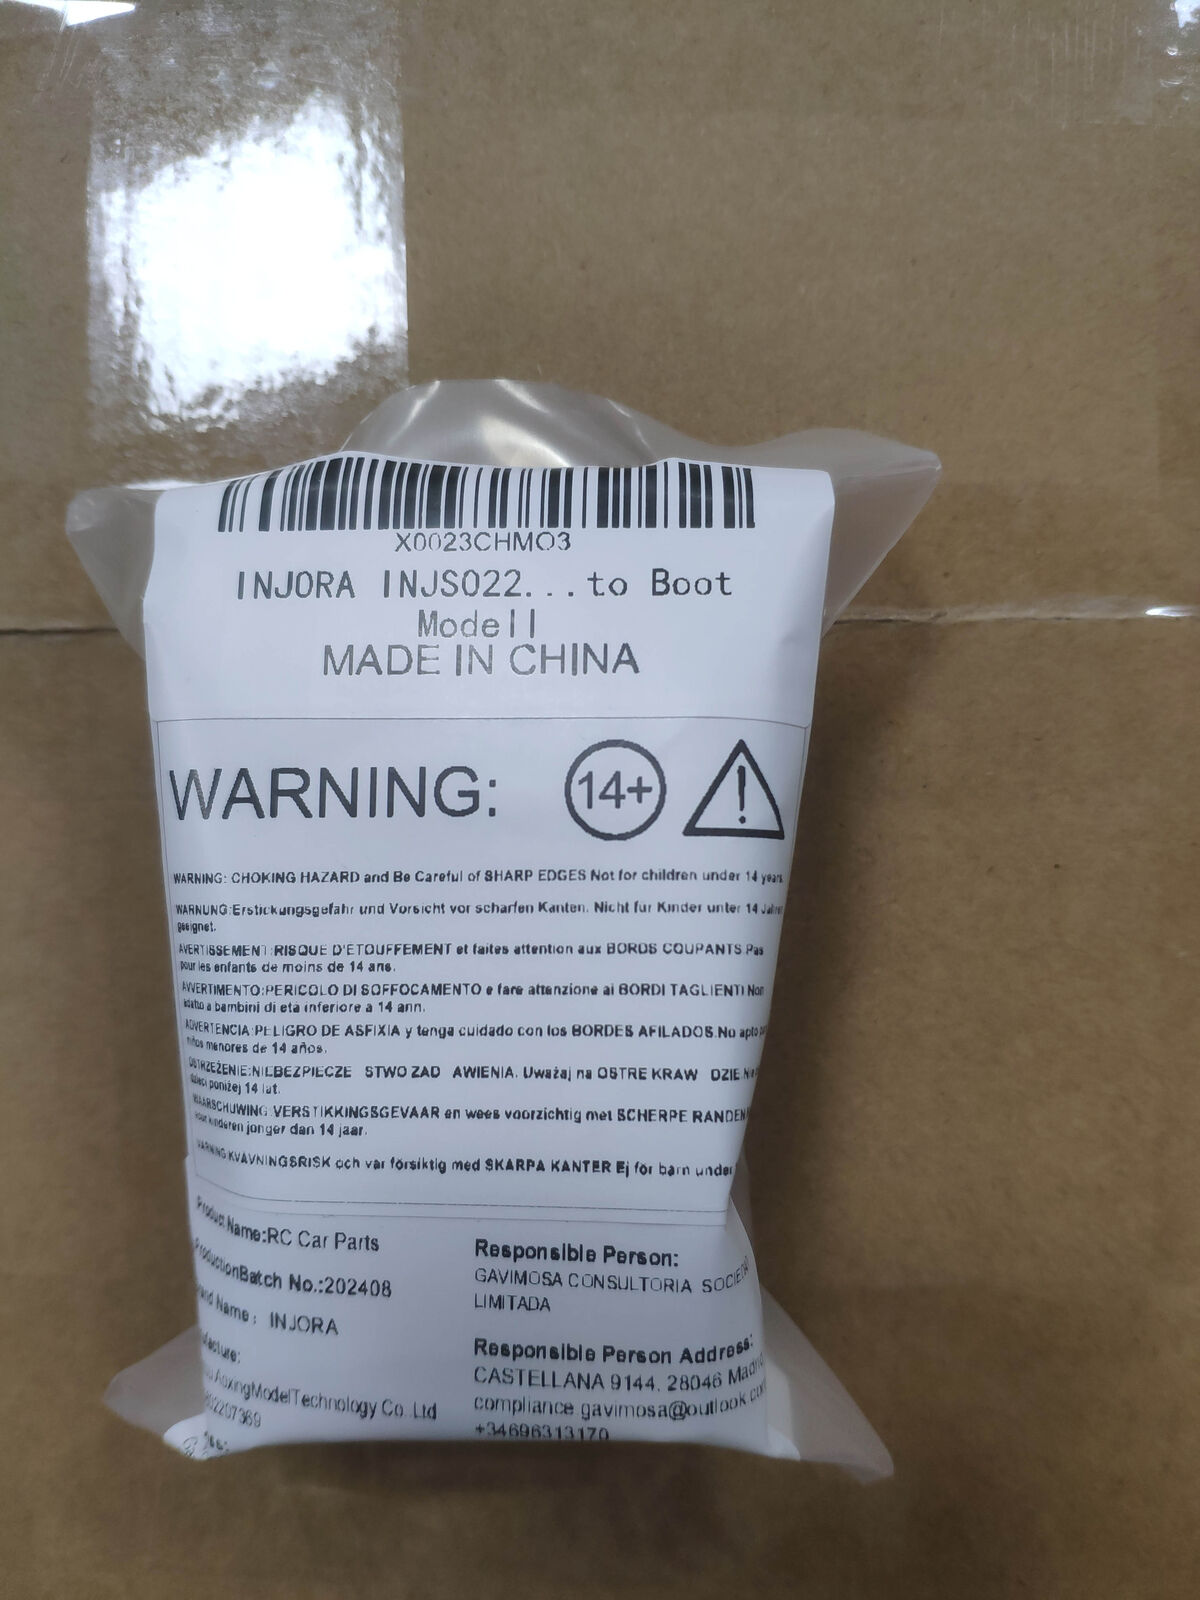 X0023CHMO3
INJORA INJS022...to Boot
Modell
MADE IN CHINA
WARNING: 14+
WARNING: CHOKING HAZARD and Be Careful of SHARP EDGES Not for children under 14 years
WARNUNG:Erstickungsgefahr und Vorsicht vor scharfen Kanten. Nicht für Kinder unter 14 Jahren
geeignet.
AVERTISSEMENT:RISQUE D'ETOUFFEMENT et faites attention aux BORDS COUPANTS.Pas
pour les enfants de moins de 14 ans.
AVVERTIMENTO:PERICOLO DI SOFFOCAMENTO e fare attenzione ai BORDI TAGLIENTI Non
adatto a bambini di eta inferiore a 14 ann.
ADVERTENCIA:PELIGRO DE ASFIXIA y tenga cuidado con los BORDES AFILADOS.No apto
niños menores de 14 años.
OSTRZEŻENIE:NIEBEZPIECZE STWO ZAD AWIENIA. Uważaj na OSTRE KRAW DZIE.
dzieci poniżej 14 lat.
WAARSCHUWING VERSTIKKINGSGEVAAR en wees voorzichtig met SCHERPE RANDEN
voor kinderen jonger dan 14 jaar.
VARNING:KVÄVNINGSRISK och var försiktig med SKARPA KANTER Ej för barn under
Product Name:RC Car Parts
ProductionBatch No.:202408
Brand Name: INJORA
AoxingModelTechnology Co. Ltd
Responsible Person:
GAVIMOSA CONSULTORIA
LIMITADA
Responsible Person Address:
CASTELLANA 9144, 28046 Madrid
compliance.gavimosa@outlook.com
+34696313170